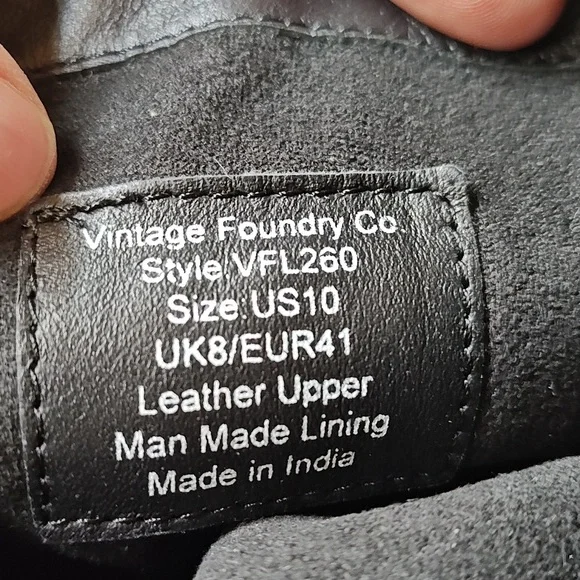 Vintage Foundry Co
Style:VFL260
Size:US10
UK8/EUR41
Leather Upper
Man Made Lining
Made in India